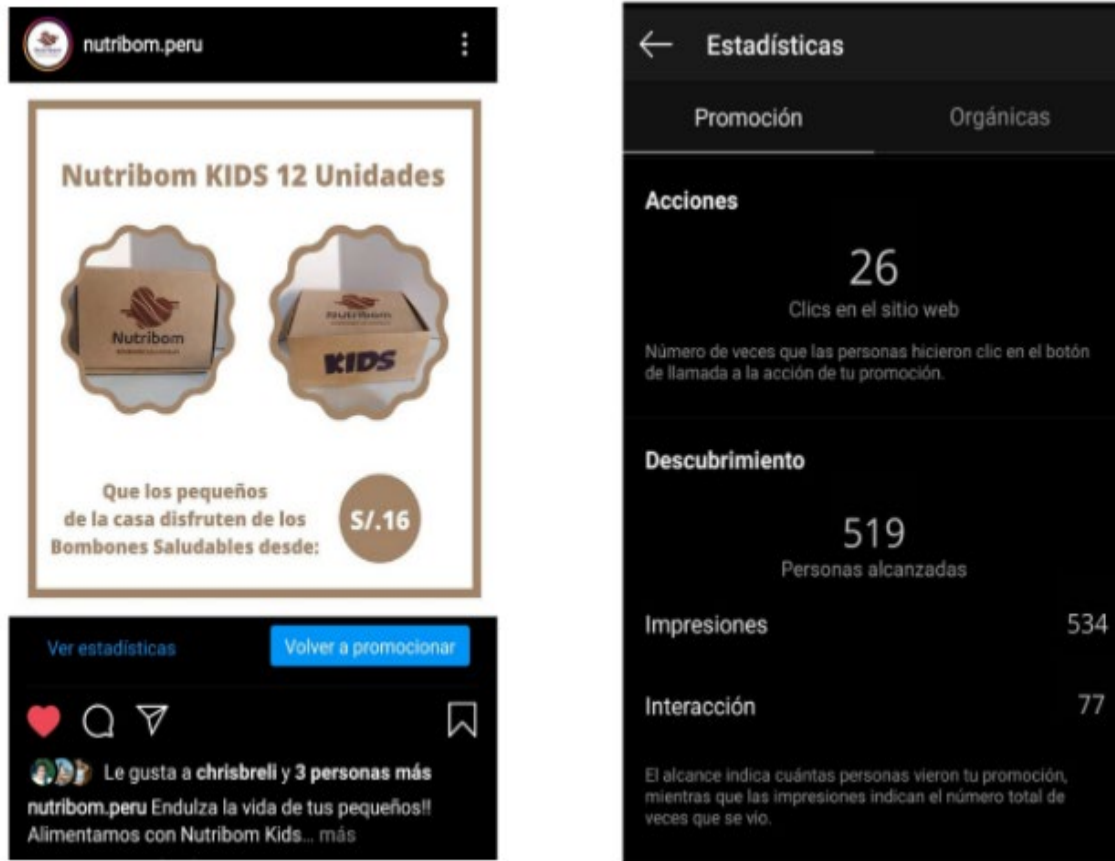 nutribom.peru
Nutribom KIDS 12 Unidades
Nutribom
Nutribom
KIDS
Que los pequeños
de la casa disfruten de los
Bombones Saludables desde:
S/.16
Ver estadísticas
Volver a promocionar
Le gusta a chrisbreli y 3 personas más
nutribom.peru Endulza la vida de tus pequeños!!
Alimentamos con Nutribom Kids... más
Estadísticas
Promoción
Orgánicas
Acciones
26
Clics en el sitio web
Número de veces que las personas hicieron clic en el botón
de llamada a la acción de tu promoción.
Descubrimiento
519
Personas alcanzadas
Impresiones 534
Interacción 77
El alcance indica cuántas personas vieron tu promoción,
mientras que las impresiones indican el número total de
veces que se vio.